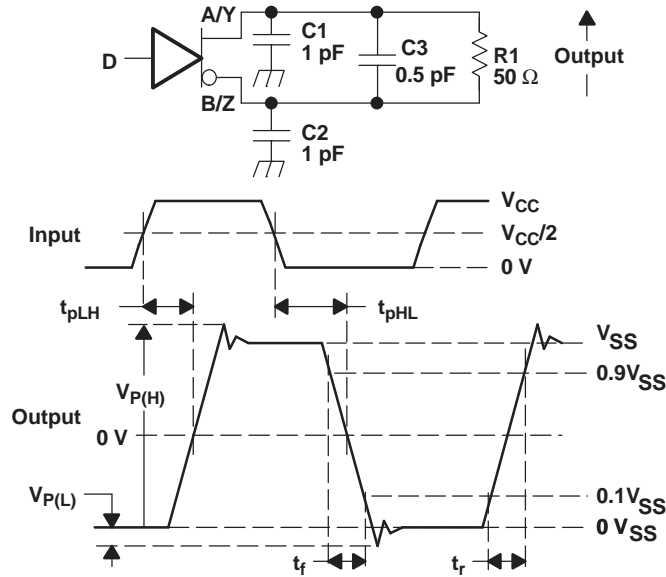 A/Y
D
B/Z
C1
1 pF
C2
1 pF
C3
0.5 pF
R1
50 Ω
Output
Input
VCC
VCC/2
0 V
tpLH
tpHL
VP(H)
Output
0 V
VP(L)
VSS
0.9VSS
0.1VSS
0 VSS
tf
tr